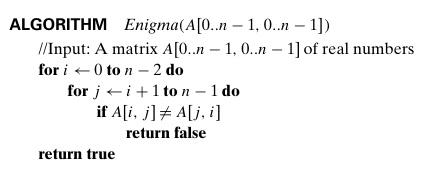 ALGORITHM Enigma(A[0..n − 1, 0..n − 1])
//Input: A matrix A[0..n − 1, 0..n − 1] of real numbers
for i ← 0 to n − 2 do
for j ← i + 1 to n − 1 do
if A[i, j] ≠ A[j, i]
return false
return true